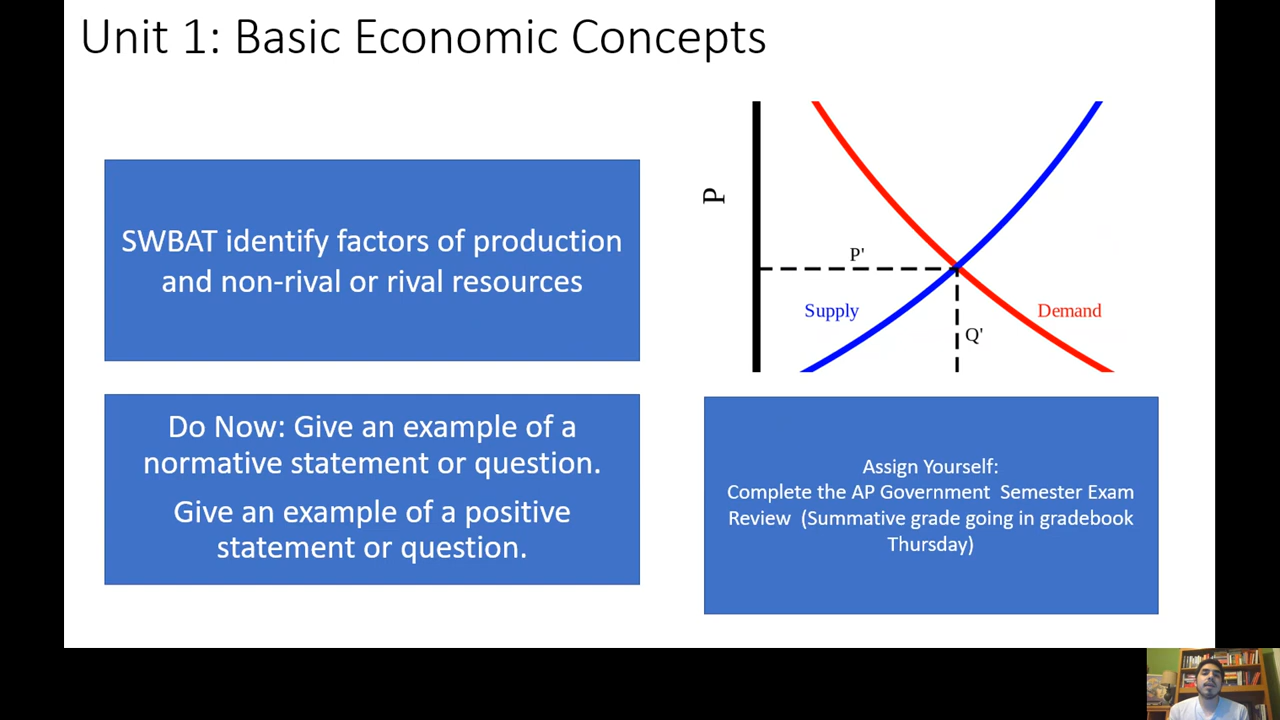 Unit 1: Basic Economic Concepts
SWBAT identify factors of production
and non-rival or rival resources
P
P'
Supply
Demand
Q'
Do Now: Give an example of a
normative statement or question.
Give an example of a positive
statement or question.
Assign Yourself:
Complete the AP Government Semester Exam
Review (Summative grade going in gradebook
Thursday)